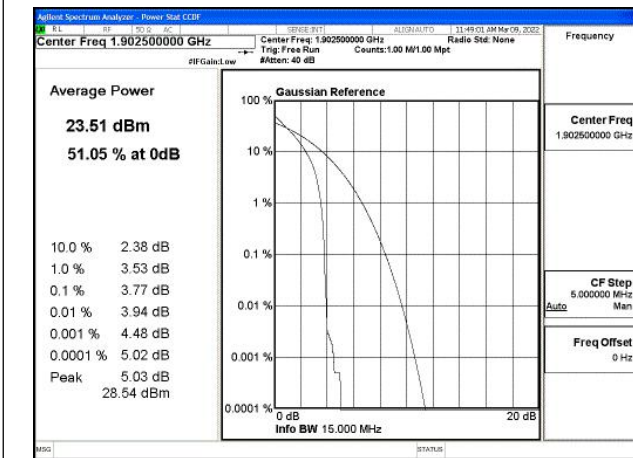 Agilent Spectrum Analyzer - Power Stat CCDF
RL RF 50 Ω AC SENSE:INT ALIGN AUTO 11:49:01 AM Mar 09, 2022
Center Freq 1.902500000 GHz
Center Freq: 1.902500000 GHz Radio Std: None
Trig: Free Run Counts:1.00 M/1.00 Mpt
#IFGain:Low #Atten: 40 dB
Frequency
Average Power
23.51 dBm
51.05 % at 0dB
10.0 % 2.38 dB
1.0 % 3.53 dB
0.1 % 3.77 dB
0.01 % 3.94 dB
0.001 % 4.48 dB
0.0001 % 5.02 dB
Peak 5.03 dB
28.54 dBm
Gaussian Reference
100 %
10 %
1 %
0.1 %
0.01 %
0.001 %
0.0001 %
0 dB 20 dB
Info BW 15.000 MHz
Center Freq
1.902500000 GHz
CF Step
5.000000 MHz
Auto Man
Freq Offset
0 Hz
MSG STATUS